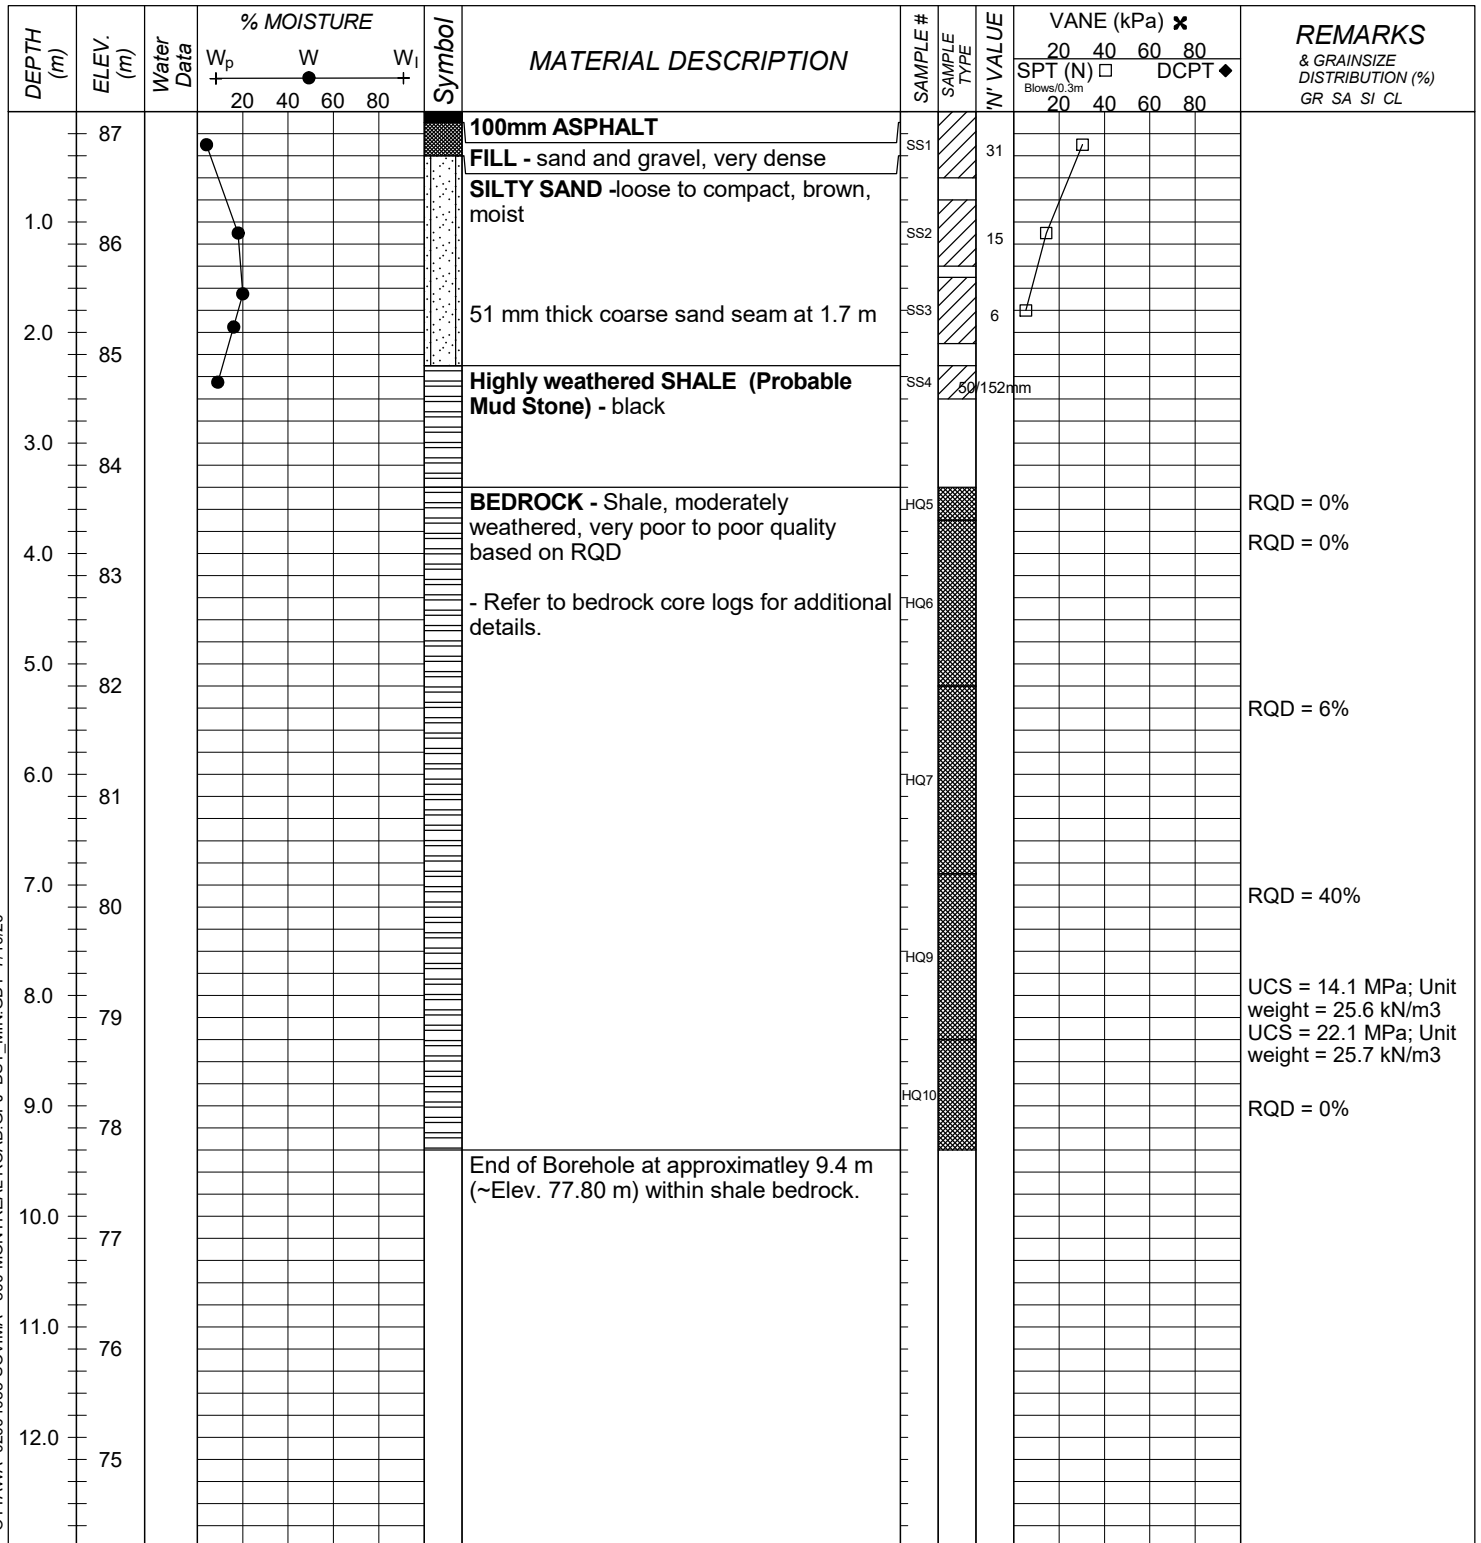 DEPTH (m)
ELEV. (m)
Water Data
% MOISTURE
Wp W Wl
20 40 60 80
Symbol
MATERIAL DESCRIPTION
SAMPLE #
SAMPLE TYPE
'N' VALUE
VANE (kPa)
20 40 60 80
SPT (N) DCPT
Blows/0.3m
20 40 60 80
REMARKS
& GRAINSIZE
DISTRIBUTION (%)
GR SA SI CL
87
100mm ASPHALT
SS1
31
FILL - sand and gravel, very dense
SILTY SAND -loose to compact, brown,
moist
1.0
86
SS2
15
51 mm thick coarse sand seam at 1.7 m
SS3
6
2.0
85
Highly weathered SHALE (Probable
Mud Stone) - black
SS4
50/152mm
3.0
84
BEDROCK - Shale, moderately
weathered, very poor to poor quality
based on RQD
HQ5
RQD = 0%
RQD = 0%
4.0
83
- Refer to bedrock core logs for additional
details.
HQ6
5.0
82
RQD = 6%
6.0
HQ7
81
7.0
RQD = 40%
80
HQ9
8.0
UCS = 14.1 MPa; Unit
weight = 25.6 kN/m3
79
UCS = 22.1 MPa; Unit
weight = 25.7 kN/m3
HQ10
9.0
RQD = 0%
78
End of Borehole at approximatley 9.4 m
(~Elev. 77.80 m) within shale bedrock.
10.0
77
11.0
76
12.0
75